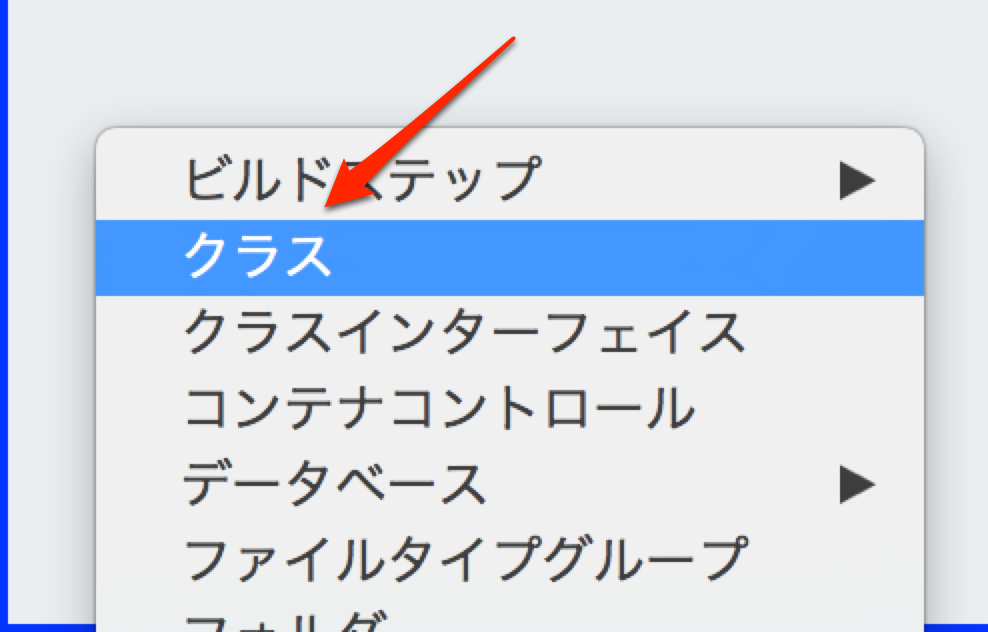 ビルドステップ
クラス
クラスインターフェイス
コンテナコントロール
データベース
ファイルタイプグループ
フォルダ